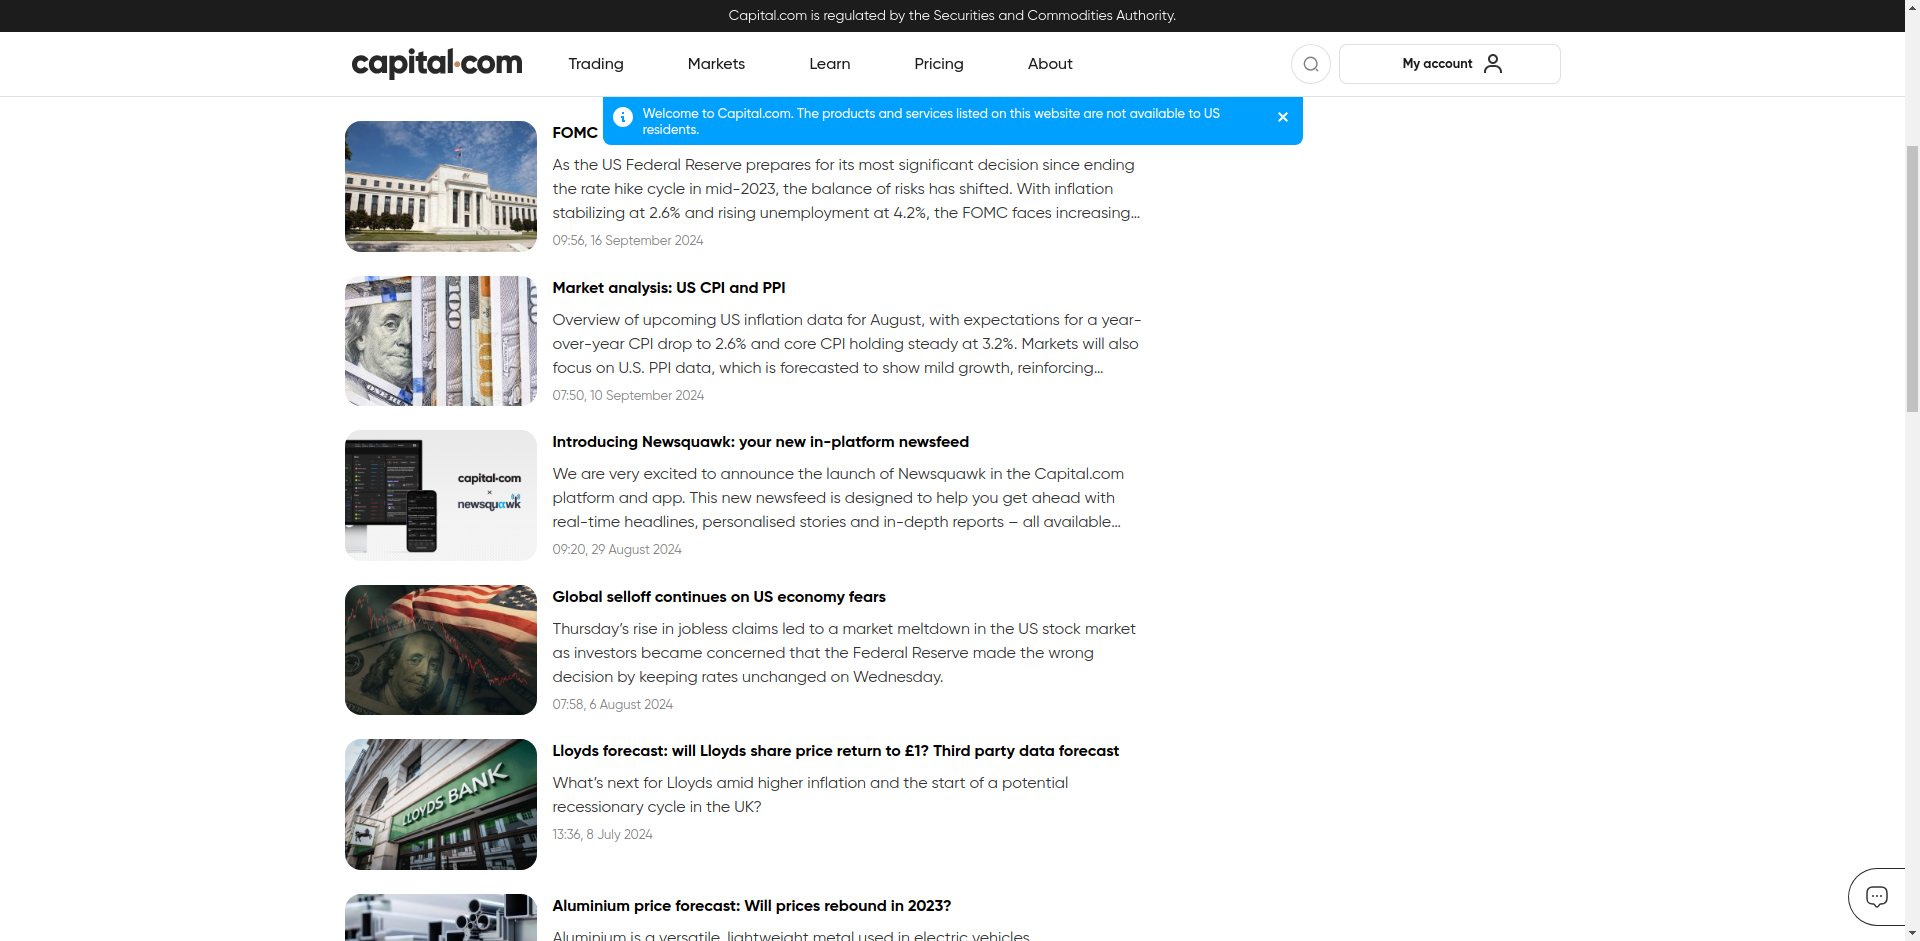 Capital.com is regulated by the Securities and Commodities Authority.
capital.com
Trading
Markets
Learn
Pricing
About
My account
Welcome to Capital.com. The products and services listed on this website are not available to US
residents.
FOMC
As the US Federal Reserve prepares for its most significant decision since ending
the rate hike cycle in mid-2023, the balance of risks has shifted. With inflation
stabilizing at 2.6% and rising unemployment at 4.2%, the FOMC faces increasing...
09:56, 16 September 2024
Market analysis: US CPI and PPI
Overview of upcoming US inflation data for August, with expectations for a year-
over-year CPI drop to 2.6% and core CPI holding steady at 3.2%. Markets will also
focus on U.S. PPI data, which is forecasted to show mild growth, reinforcing...
07:50, 10 September 2024
capital.com
×
newsquawk
Introducing Newsquawk: your new in-platform newsfeed
We are very excited to announce the launch of Newsquawk in the Capital.com
platform and app. This new newsfeed is designed to help you get ahead with
real-time headlines, personalised stories and in-depth reports – all available...
09:20, 29 August 2024
Global selloff continues on US economy fears
Thursday’s rise in jobless claims led to a market meltdown in the US stock market
as investors became concerned that the Federal Reserve made the wrong
decision by keeping rates unchanged on Wednesday.
07:58, 6 August 2024
LLOYDS BANK
Lloyds forecast: will Lloyds share price return to £1? Third party data forecast
What’s next for Lloyds amid higher inflation and the start of a potential
recessionary cycle in the UK?
13:36, 8 July 2024
Aluminium price forecast: Will prices rebound in 2023?
Aluminium is a versatile, lightweight metal used in electric vehicles